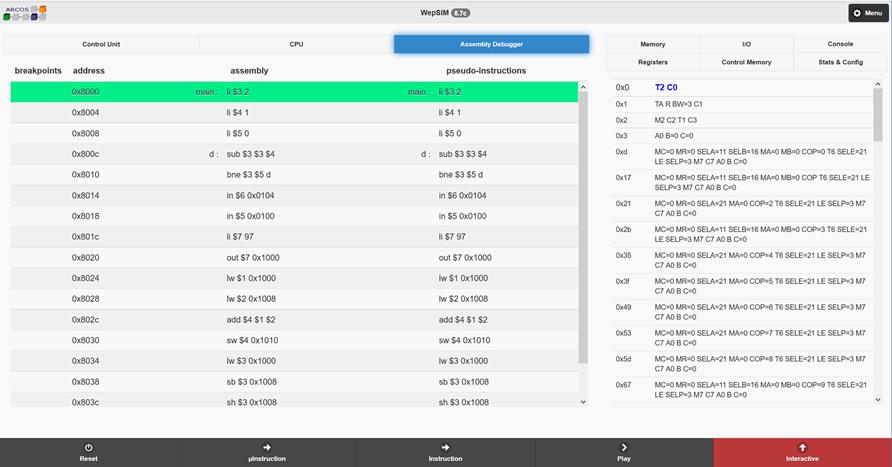 ARCOS
WepSIM 5.7c
Menu
Control Unit CPU Assembly Debugger
breakpoints address assembly pseudo-instructions
0x8000 main : li $3 2 main : li $3 2
0x8004 li $4 1 li $4 1
0x8008 li $5 0 li $5 0
0x800c d : sub $3 $3 $4 d : sub $3 $3 $4
0x8010 bne $3 $5 d bne $3 $5 d
0x8014 in $6 0x0104 in $6 0x0104
0x8018 in $5 0x0100 in $5 0x0100
0x801c li $7 97 li $7 97
0x8020 out $7 0x1000 out $7 0x1000
0x8024 lw $1 0x1000 lw $1 0x1000
0x8028 lw $2 0x1008 lw $2 0x1008
0x802c add $4 $1 $2 add $4 $1 $2
0x8030 sw $4 0x1010 sw $4 0x1010
0x8034 lw $3 0x1000 lw $3 0x1000
0x8038 sb $3 0x1008 sb $3 0x1008
0x803c sh $3 0x1008 sh $3 0x1008
Memory I/O Console
Registers Control Memory Stats & Config
0x0 T2 C0
0x1 TA R BW=3 C1
0x2 M2 C2 T1 C3
0x3 A0 B=0 C=0
0xd MC=0 MR=0 SELA=11 SELB=16 MA=0 MB=0 COP=0 T6 SELE=21
LE SELP=3 M7 C7 A0 B C=0
0x17 MC=0 MR=0 SELA=11 SELB=16 MA=0 MB=0 COP T6 SELE=21 LE
SELP=3 M7 C7 A0 B C=0
0x21 MC=0 MR=0 SELA=21 MA=0 COP=2 T6 SELE=21 LE SELP=3 M7
C7 A0 B C=0
0x2b MC=0 MR=0 SELA=11 SELB=16 MA=0 MB=0 COP=3 T6 SELE=21
LE SELP=3 M7 C7 A0 B C=0
0x35 MC=0 MR=0 SELA=21 MA=0 COP=4 T6 SELE=21 LE SELP=3 M7
C7 A0 B C=0
0x3f MC=0 MR=0 SELA=21 MA=0 COP=5 T6 SELE=21 LE SELP=3 M7
C7 A0 B C=0
0x49 MC=0 MR=0 SELA=21 MA=0 COP=6 T6 SELE=21 LE SELP=3 M7
C7 A0 B C=0
0x53 MC=0 MR=0 SELA=21 MA=0 COP=7 T6 SELE=21 LE SELP=3 M7
C7 A0 B C=0
0x5d MC=0 MR=0 SELA=21 MA=0 COP=8 T6 SELE=21 LE SELP=3 M7
C7 A0 B C=0
0x67 MC=0 MR=0 SELA=11 SELB=16 MA=0 MB=0 COP=9 T6 SELE=21
LE SELP=3 M7 C7 A0 B C=0
Reset µInstruction Instruction Play Interactive